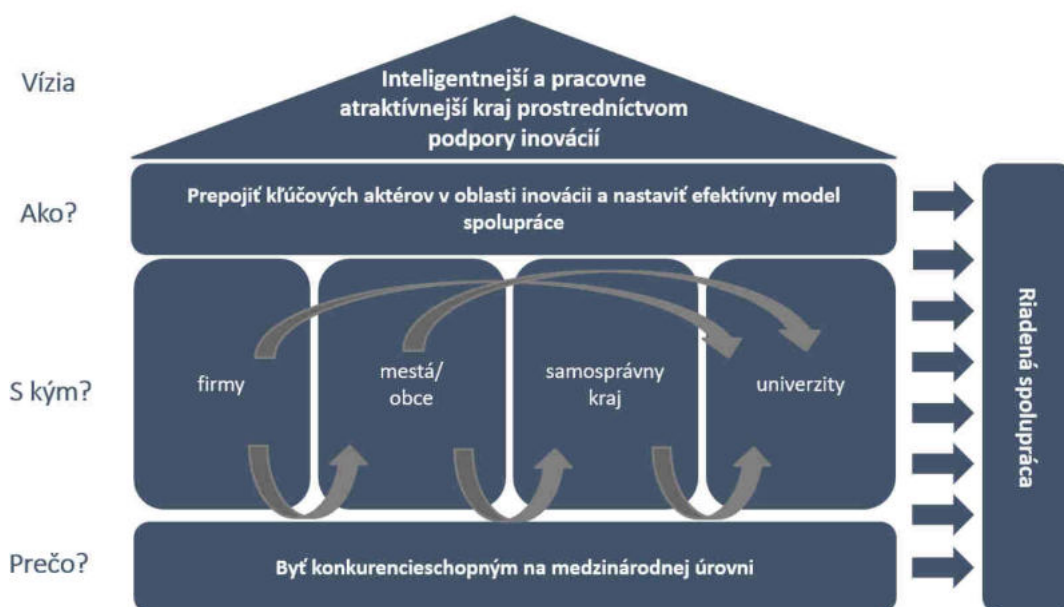 Vízia
Inteligentnejší a pracovne
atraktívnejší kraj prostredníctvom
podpory inovácií
Ako?
Prepojiť kľúčových aktérov v oblasti inovácii a nastaviť efektívny model
spolupráce
S kým?
firmy
mestá/
obce
samosprávny
kraj
univerzity
Prečo?
Byť konkurencieschopným na medzinárodnej úrovni
Riadená spolupráca